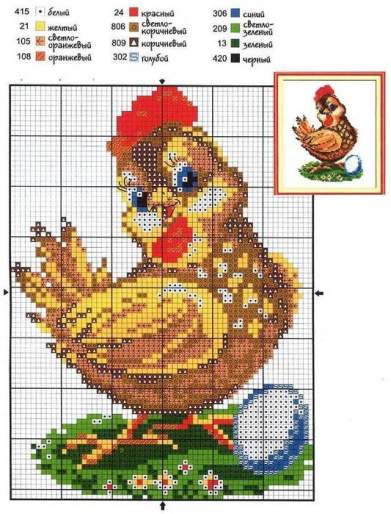 415 белый
21 желтый
105 светло-оранжевый
108 оранжевый
24 красный
806 светло-коричневый
809 коричневый
302 голубой
306 синий
209 светло-зеленый
13 зеленый
420 черный